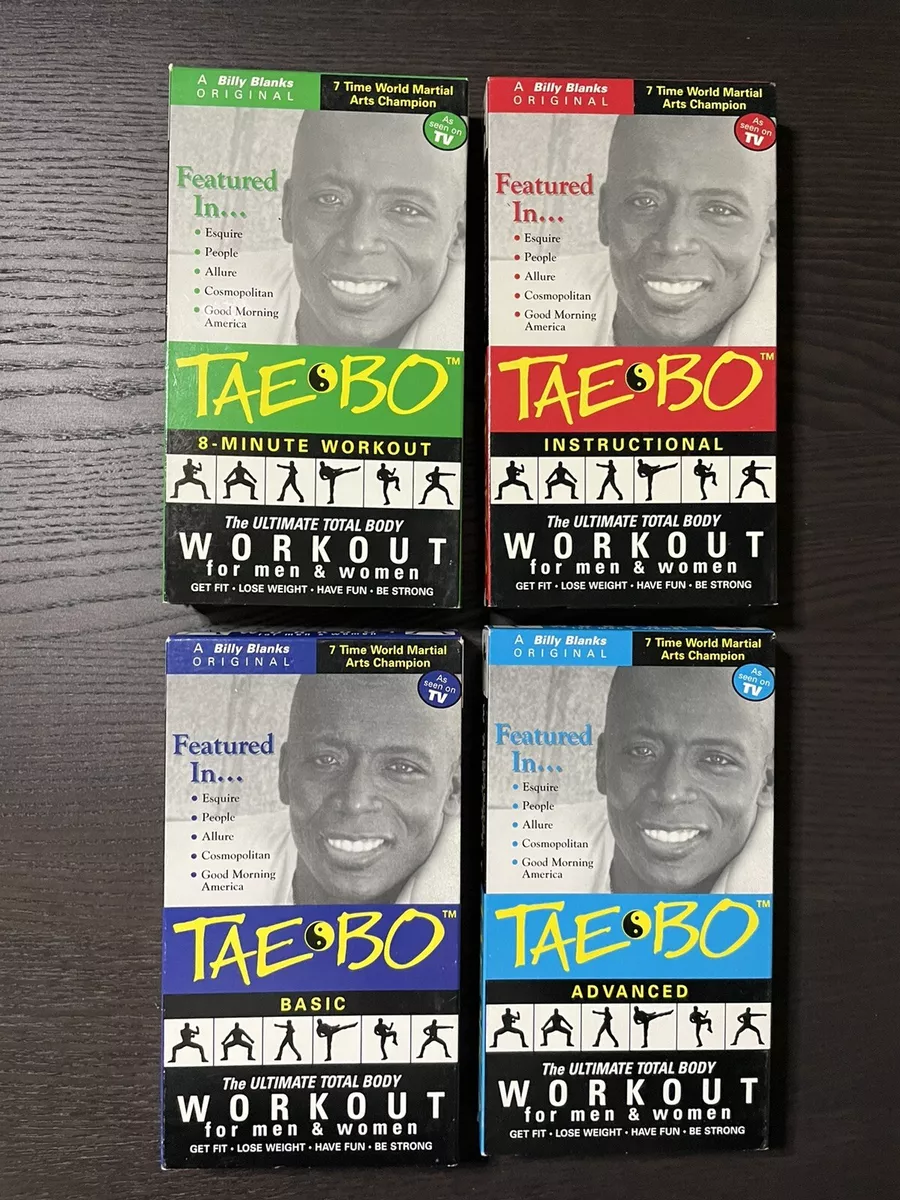 A Billy Blanks
ORIGINAL
7 Time World Martial
Arts Champion
As
seen on
TV
Featured
In...
• Esquire
• People
• Allure
• Cosmopolitan
• Good Morning
America
TAE BO™
8-MINUTE WORKOUT
The ULTIMATE TOTAL BODY
WORKOUT
for men & women
GET FIT • LOSE WEIGHT • HAVE FUN • BE STRONG
A Billy Blanks
ORIGINAL
7 Time World Martial
Arts Champion
As
seen on
TV
Featured
In...
• Esquire
• People
• Allure
• Cosmopolitan
• Good Morning
America
TAE BO™
INSTRUCTIONAL
The ULTIMATE TOTAL BODY
WORKOUT
for men & women
GET FIT • LOSE WEIGHT • HAVE FUN • BE STRONG
for men & women
A Billy Blanks
ORIGINAL
7 Time World Martial
Arts Champion
As
seen on
TV
Featured
In...
• Esquire
• People
• Allure
• Cosmopolitan
• Good Morning
America
TAE BO™
BASIC
The ULTIMATE TOTAL BODY
WORKOUT
for men & women
GET FIT • LOSE WEIGHT • HAVE FUN • BE STRONG
A Billy Blanks
ORIGINAL
7 Time World Martial
Arts Champion
As
seen on
TV
Featured
In...
• Esquire
• People
• Allure
• Cosmopolitan
• Good Morning
America
TAE BO™
ADVANCED
The ULTIMATE TOTAL BODY
WORKOUT
for men & women
GET FIT • LOSE WEIGHT • HAVE FUN • BE STRONG